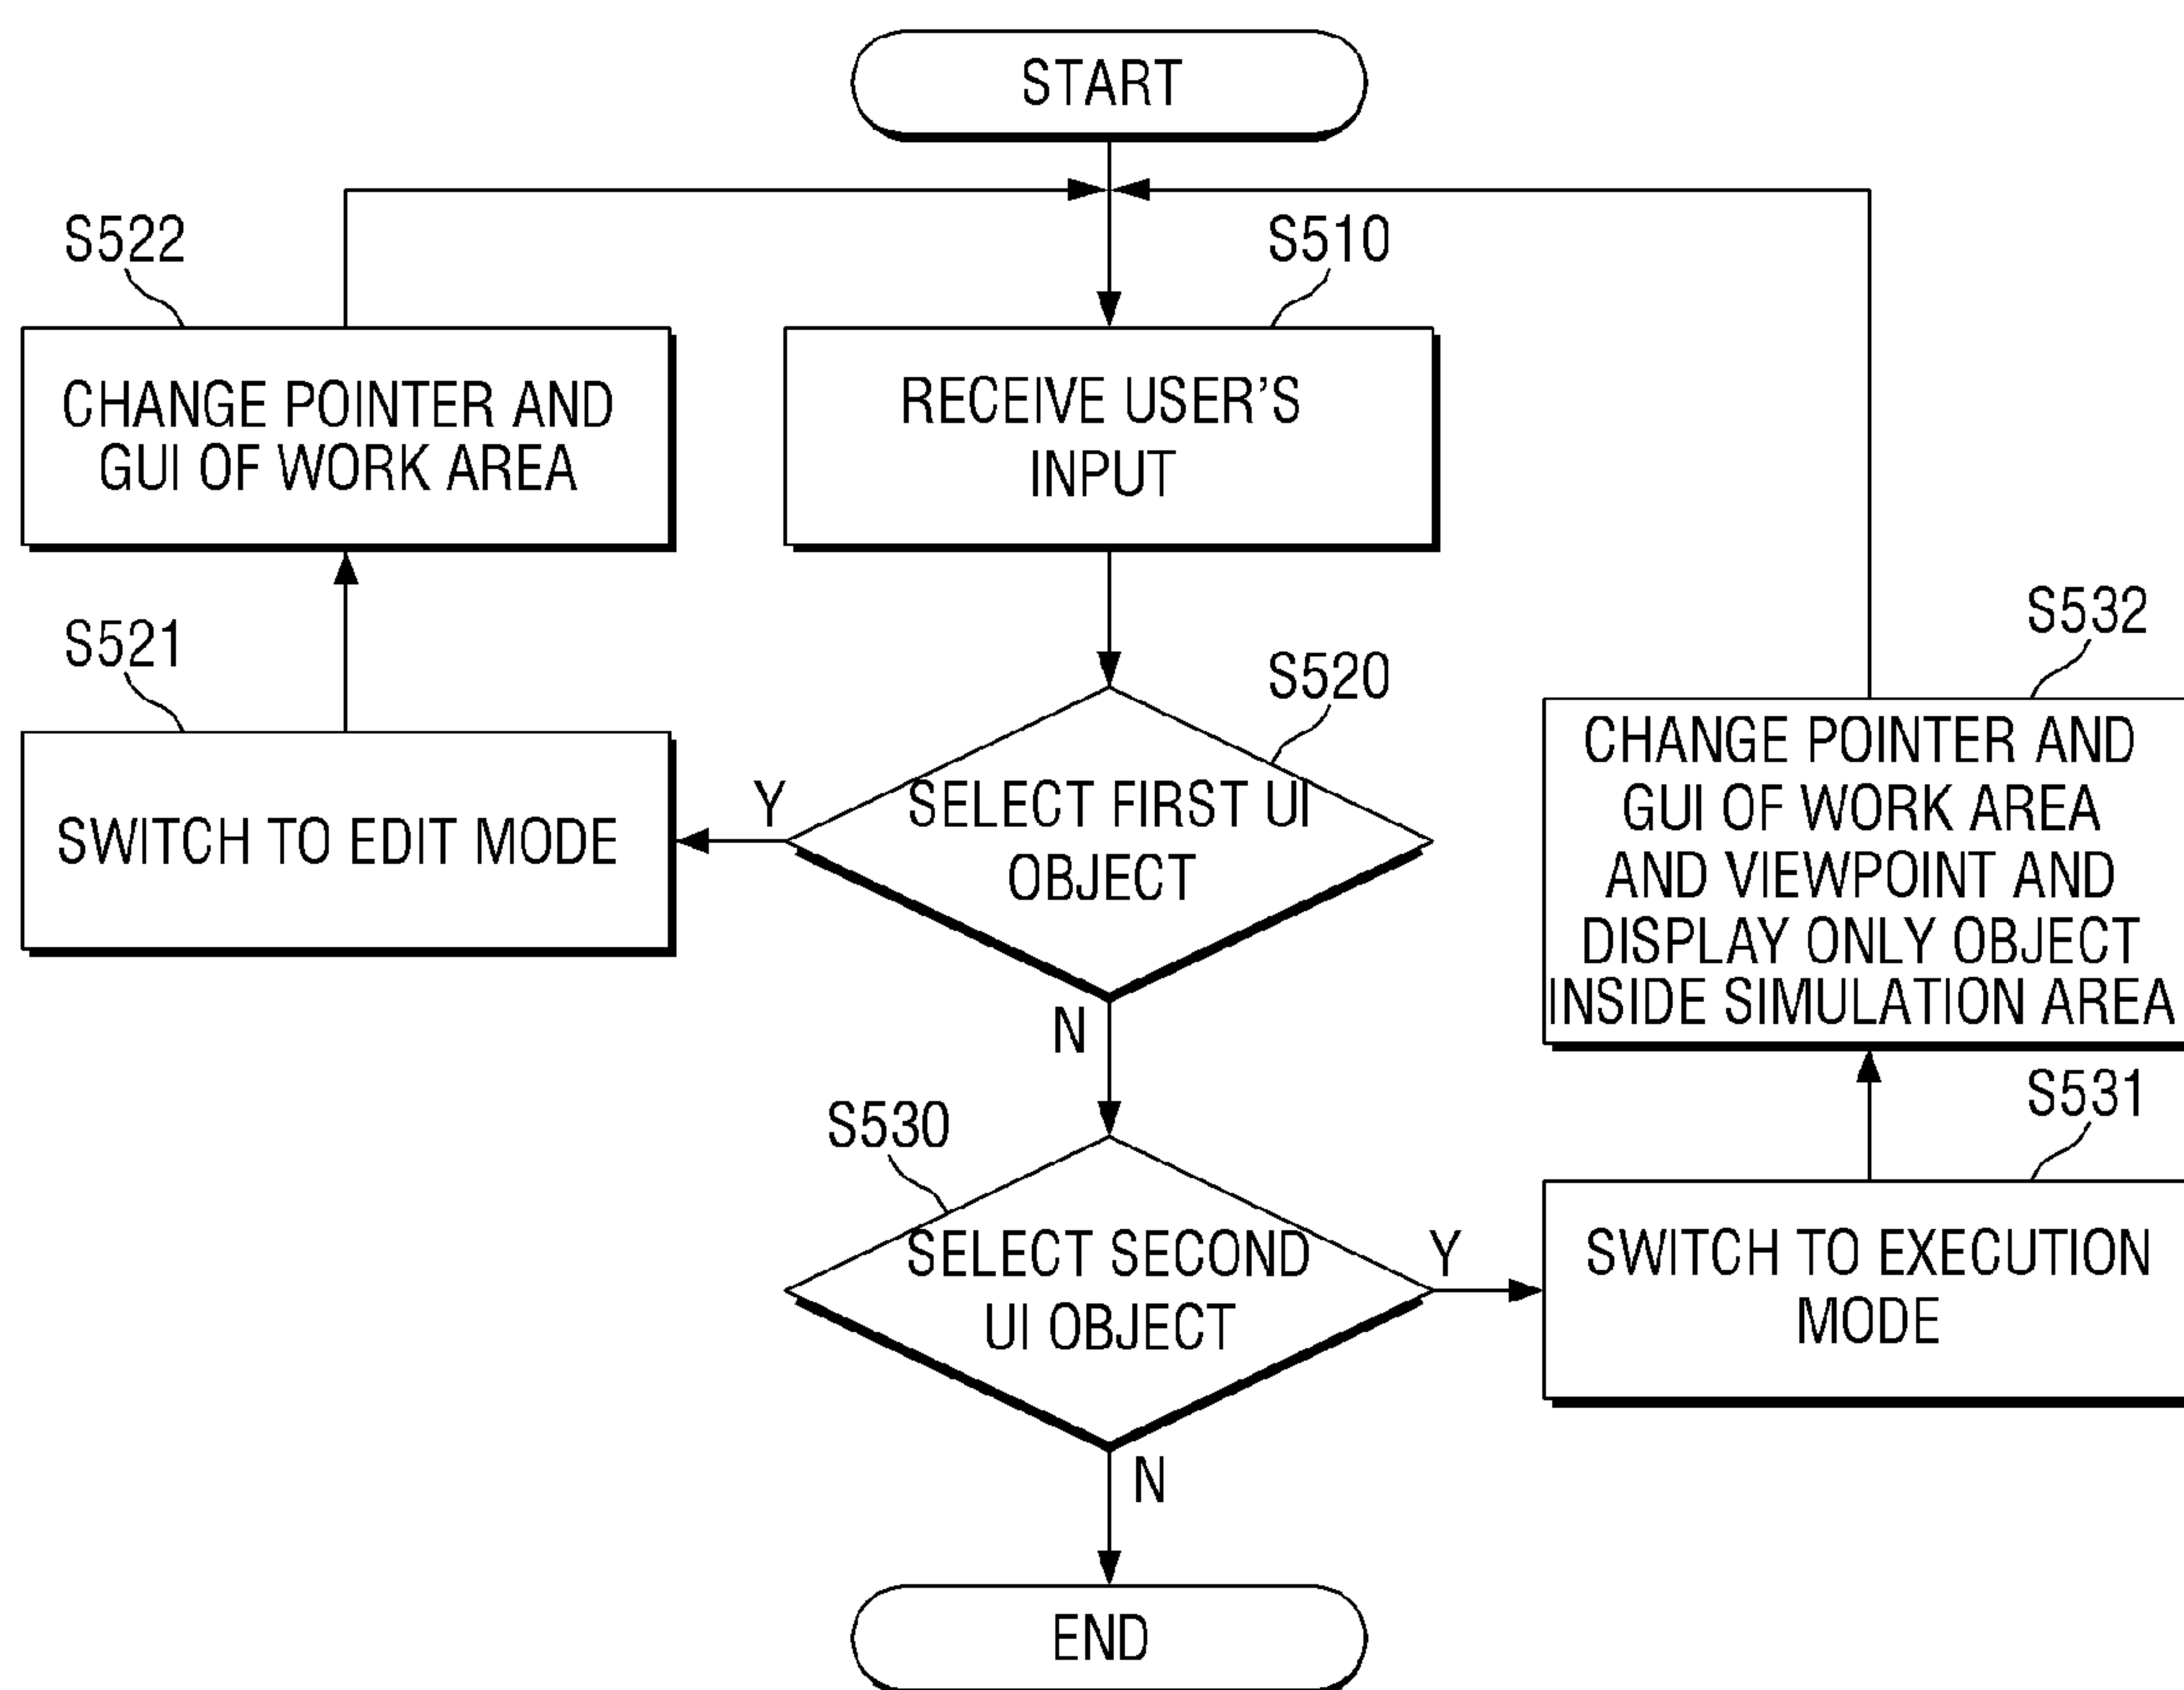 START
S522
S510
CHANGE POINTER AND
GUI OF WORK AREA
RECEIVE USER'S
INPUT
S521
S520
S532
SWITCH TO EDIT MODE
Y
SELECT FIRST UI
OBJECT
N
CHANGE POINTER AND
GUI OF WORK AREA
AND VIEWPOINT AND
DISPLAY ONLY OBJECT
INSIDE SIMULATION AREA
S530
S531
SELECT SECOND
UI OBJECT
Y
SWITCH TO EXECUTION
MODE
N
END